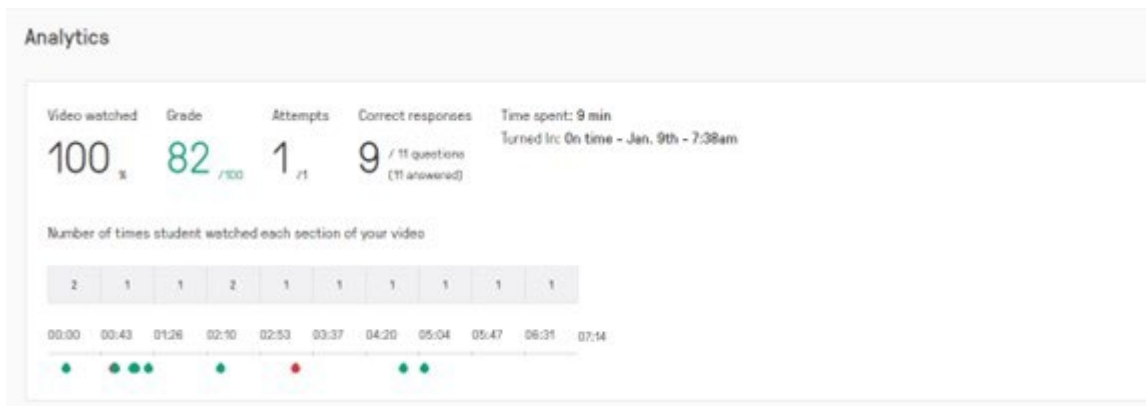 Analytics
Video watched Grade Attempts Correct responses Time spent: 9 min
Turned In: On time - Jan. 9th - 7:38am
100 % 82 /100 1 /1 9 / 11 questions
(11 answered)
Number of times student watched each section of your video
2 1 1 2 1 1 1 1 1 1
00:00 00:43 01:26 02:10 02:53 03:37 04:20 05:04 05:47 06:31 07:14